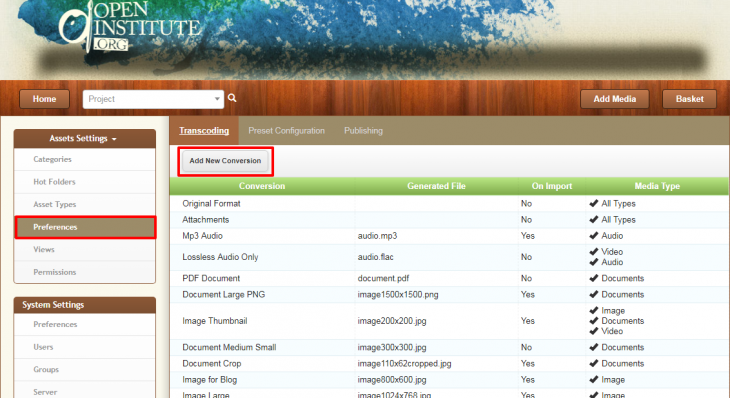 OPEN
INSTITUTE
.ORG
Home
Project
Add Media
Basket
Assets Settings
Categories
Hot Folders
Asset Types
Preferences
Views
Permissions
System Settings
Preferences
Users
Groups
Server
Transcoding Preset Configuration Publishing
Add New Conversion
Conversion Generated File On Import Media Type
Original Format No ✔ All Types
Attachments No ✔ All Types
Mp3 Audio audio.mp3 Yes ✔ Audio
Lossless Audio Only audio.flac No ✔ Video
✔ Audio
PDF Document document.pdf No ✔ Documents
Document Large PNG image1500x1500.png Yes ✔ Documents
Image Thumbnail image200x200.jpg Yes ✔ Image
✔ Documents
✔ Video
Document Medium Small image300x300.jpg No ✔ Documents
Document Crop image110x62cropped.jpg Yes ✔ Documents
Image for Blog image800x600.jpg Yes ✔ Image
Image Large image1024x768.jpg Yes ✔ Image